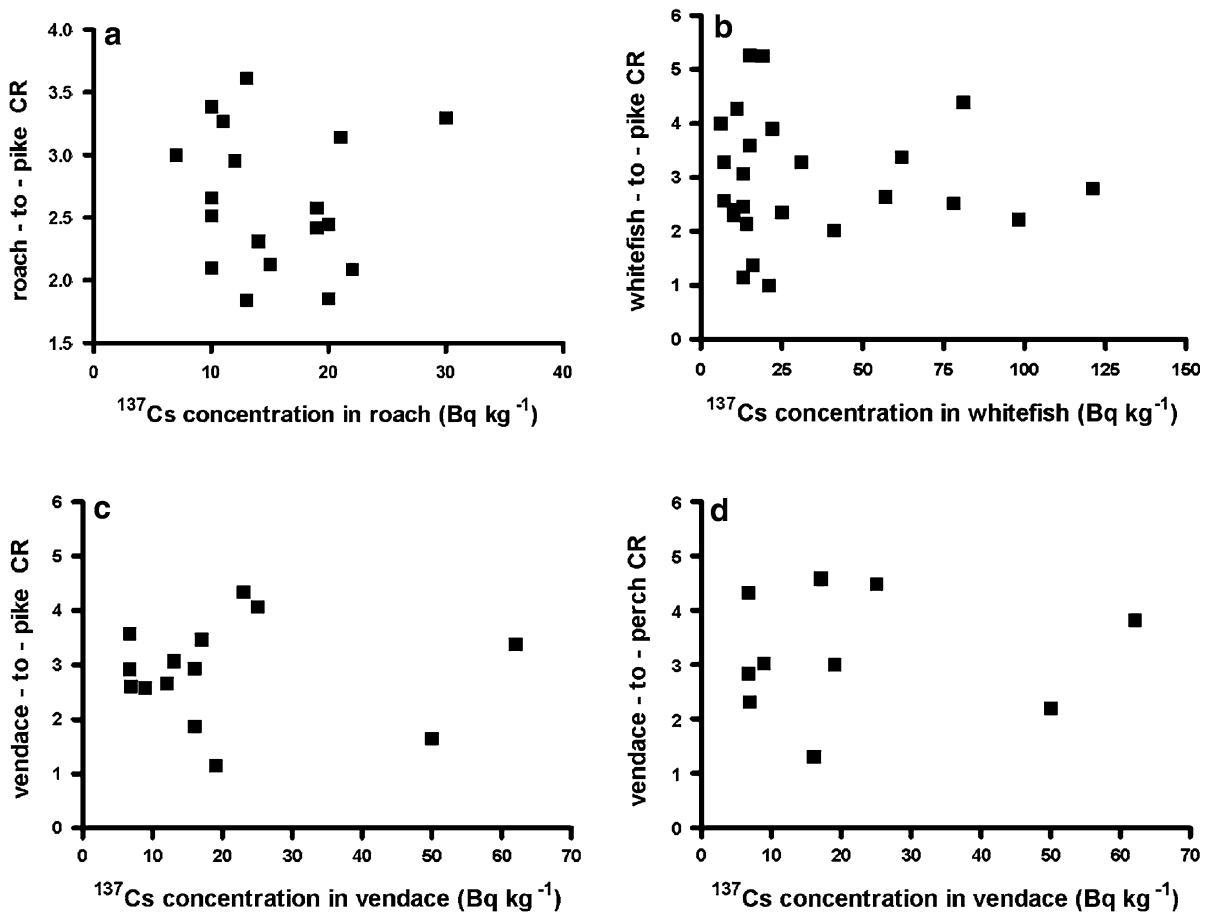 a
4.0
3.5
3.0
2.5
2.0
1.5
roach - to - pike CR
0 10 20 30 40
¹³⁷Cs concentration in roach (Bq kg⁻¹)
b
6
5
4
3
2
1
0
whitefish - to - pike CR
0 25 50 75 100 125 150
¹³⁷Cs concentration in whitefish (Bq kg⁻¹)
c
6
5
4
3
2
1
0
vendace - to - pike CR
0 10 20 30 40 50 60 70
¹³⁷Cs concentration in vendace (Bq kg⁻¹)
d
6
5
4
3
2
1
0
vendace - to - perch CR
0 10 20 30 40 50 60 70
¹³⁷Cs concentration in vendace (Bq kg⁻¹)